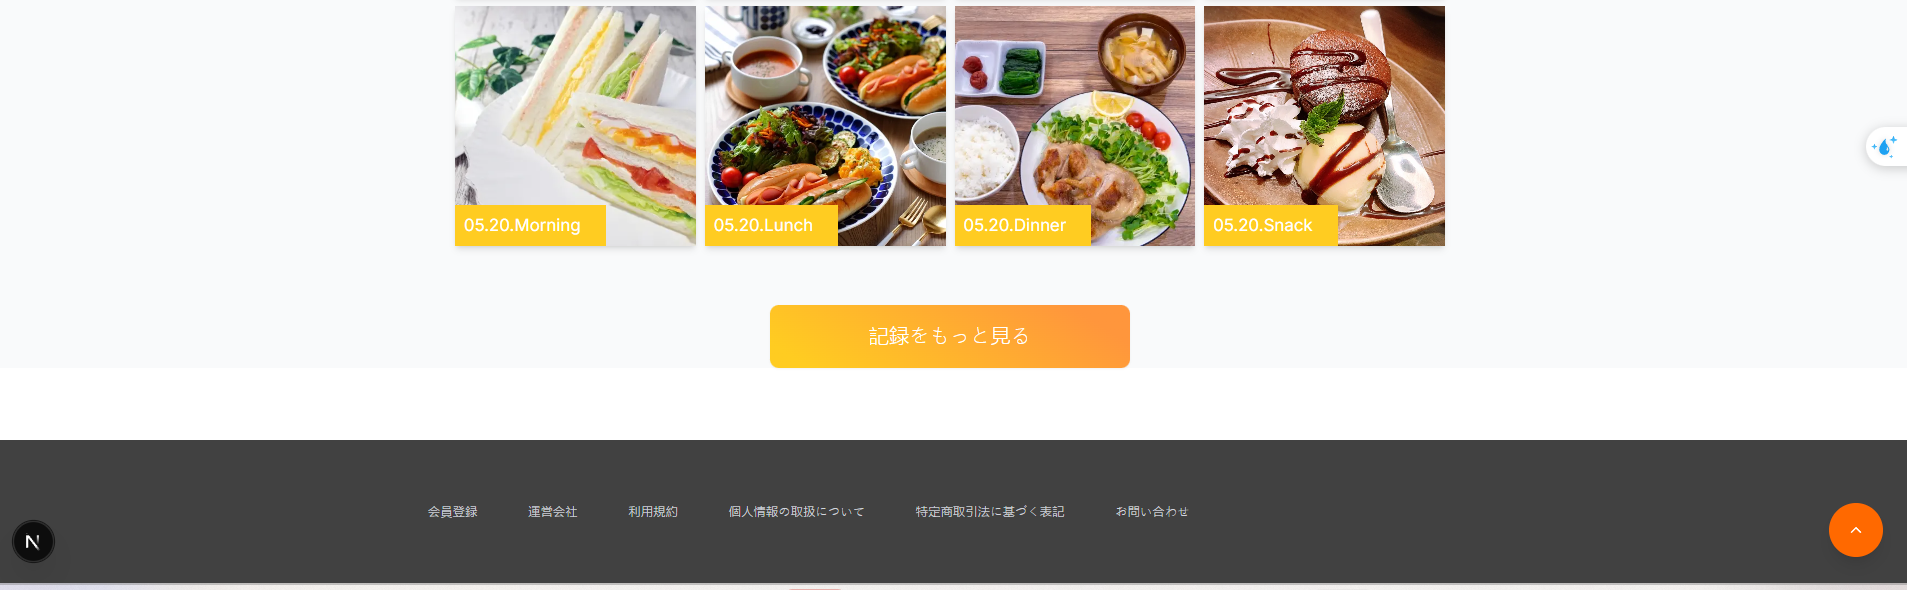 05.20.Morning
05.20.Lunch
05.20.Dinner
05.20.Snack
記録をもっと見る
会員登録
運営会社
利用規約
個人情報の取扱について
特定商取引法に基づく表記
お問い合わせ
N